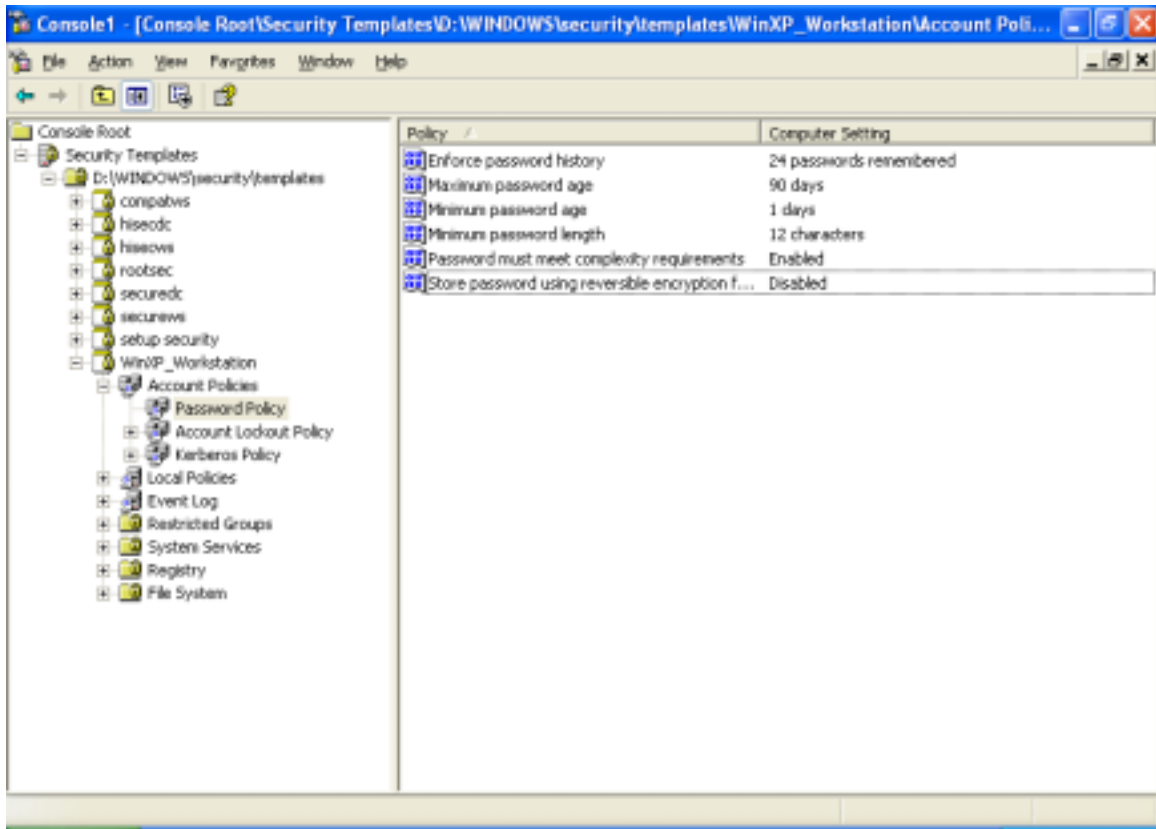 Console1 - [Console Root\Security Templates\D:\WINDOWS\security\templates\WinXP_Workstation\Account Poli...
File Action View Favorites Window Help
Console Root
Security Templates
D:\WINDOWS\security\templates
compatws
hisecdc
hisecws
rootsec
securedc
securews
setup security
WinXP_Workstation
Account Policies
Password Policy
Account Lockout Policy
Kerberos Policy
Local Policies
Event Log
Restricted Groups
System Services
Registry
File System
Policy Computer Setting
Enforce password history 24 passwords remembered
Maximum password age 90 days
Minimum password age 1 days
Minimum password length 12 characters
Password must meet complexity requirements Enabled
Store password using reversible encryption f... Disabled